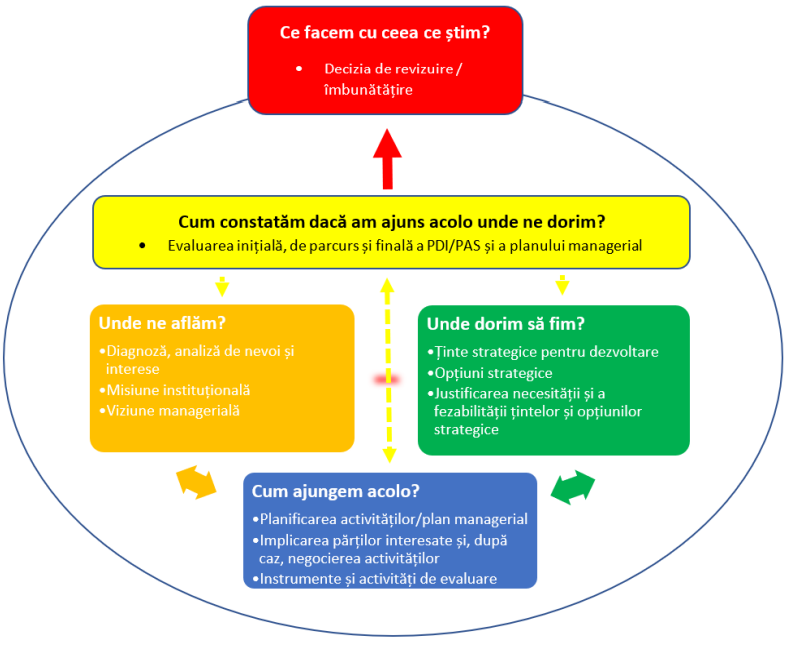 Ce facem cu ceea ce știm?
• Decizia de revizuire /
îmbunătățire
Cum constatăm dacă am ajuns acolo unde ne dorim?
• Evaluarea inițială, de parcurs și finală a PDI/PAS și a planului managerial
Unde ne aflăm?
•Diagnoză, analiză de nevoi și
interese
•Misiune instituțională
•Viziune managerială
Unde dorim să fim?
•Ținte strategice pentru dezvoltare
•Opțiuni strategice
•Justificarea necesității și a
fezabilității țintelor și opțiunilor
strategice
Cum ajungem acolo?
•Planificarea activităților/plan managerial
•Implicarea părților interesate și, după
caz, negocierea activităților
•Instrumente și activități de evaluare